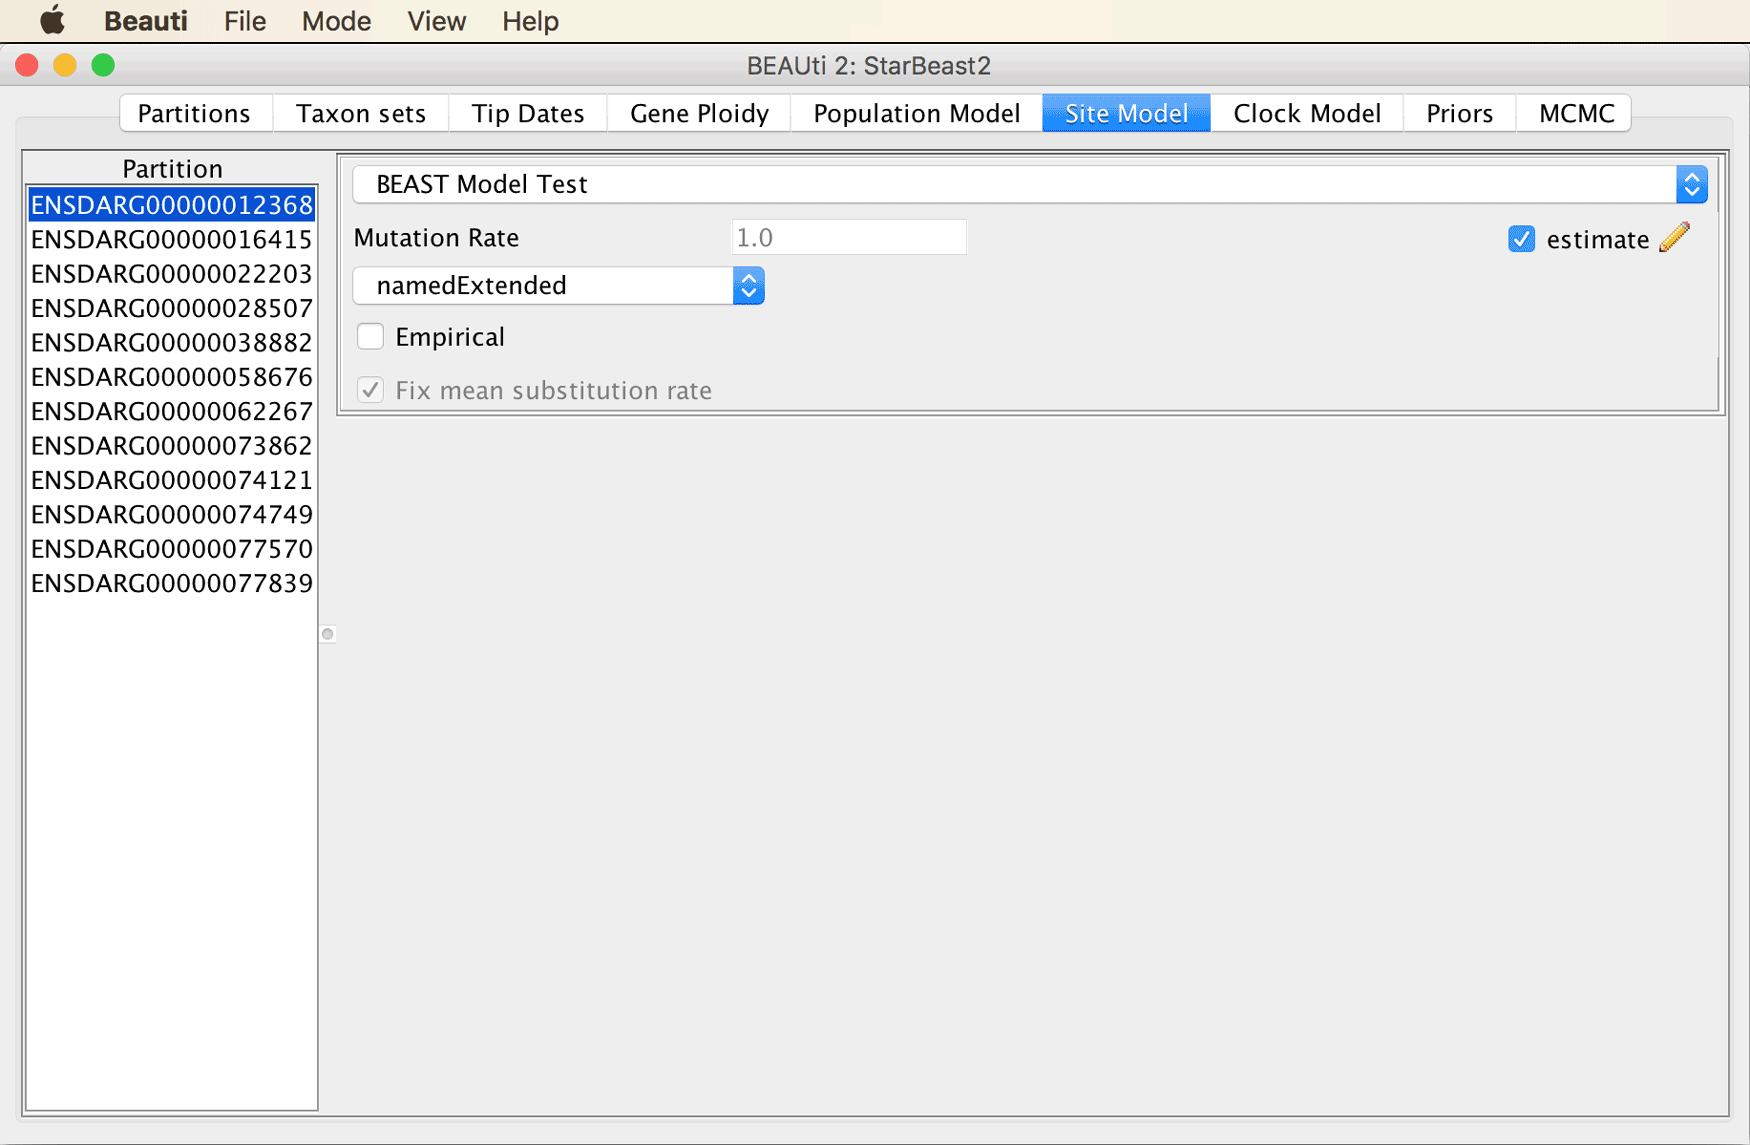 Beauti File Mode View Help
BEAUti 2: StarBeast2
Partitions Taxon sets Tip Dates Gene Ploidy Population Model Site Model Clock Model Priors MCMC
Partition
ENSDARG00000012368
ENSDARG00000016415
ENSDARG00000022203
ENSDARG00000028507
ENSDARG00000038882
ENSDARG00000058676
ENSDARG00000062267
ENSDARG00000073862
ENSDARG00000074121
ENSDARG00000074749
ENSDARG00000077570
ENSDARG00000077839
BEAST Model Test
Mutation Rate 1.0 estimate
namedExtended
Empirical
Fix mean substitution rate